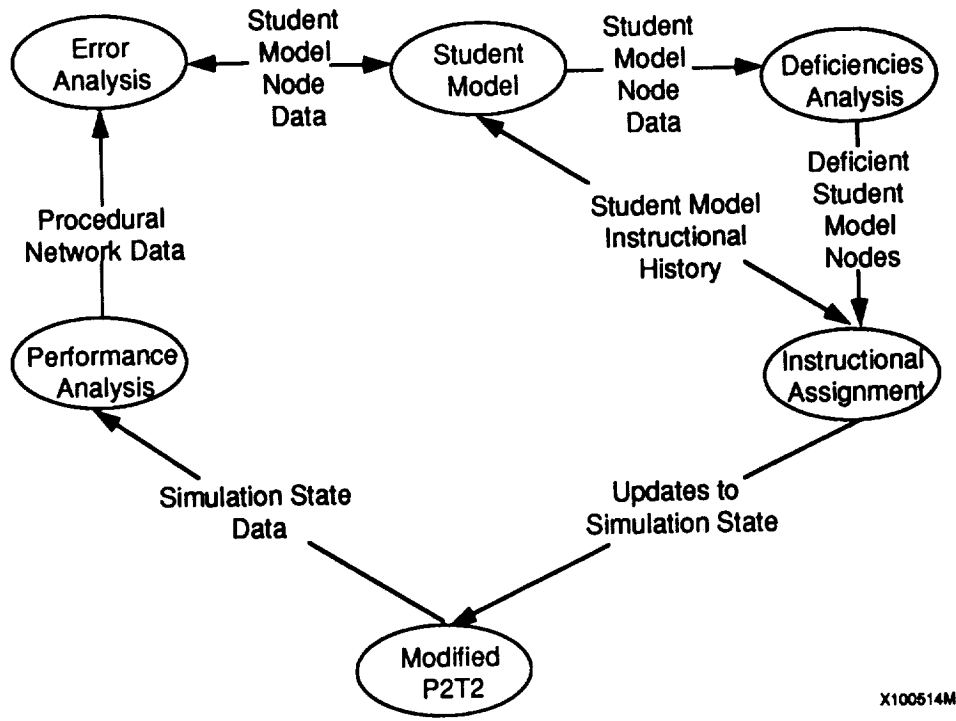 Error
Analysis
Student
Model
Node
Data
Student
Model
Student
Model
Node
Data
Deficiencies
Analysis
Procedural
Network Data
Student Model
Instructional
History
Deficient
Student
Model
Nodes
Performance
Analysis
Instructional
Assignment
Simulation State
Data
Updates to
Simulation State
Modified
P2T2
X100514M